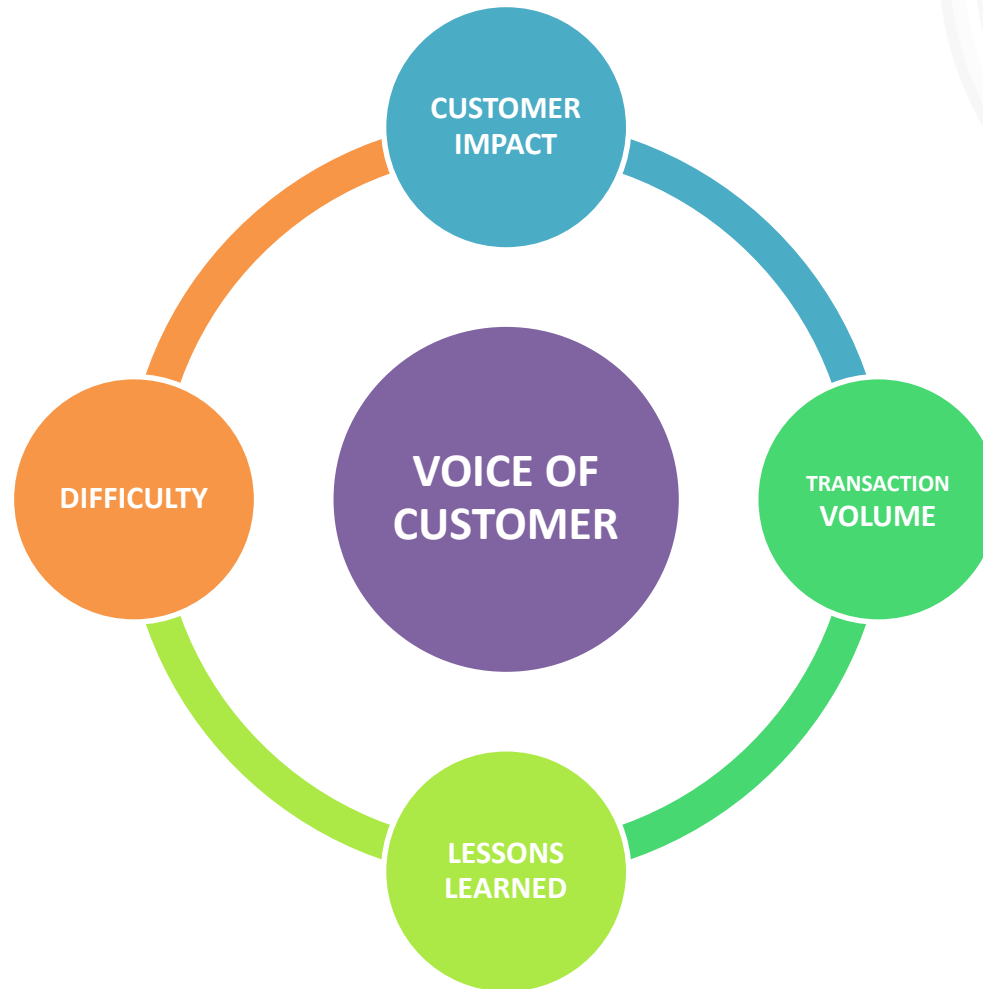 CUSTOMER
IMPACT
DIFFICULTY
VOICE OF
CUSTOMER
TRANSACTION
VOLUME
LESSONS
LEARNED